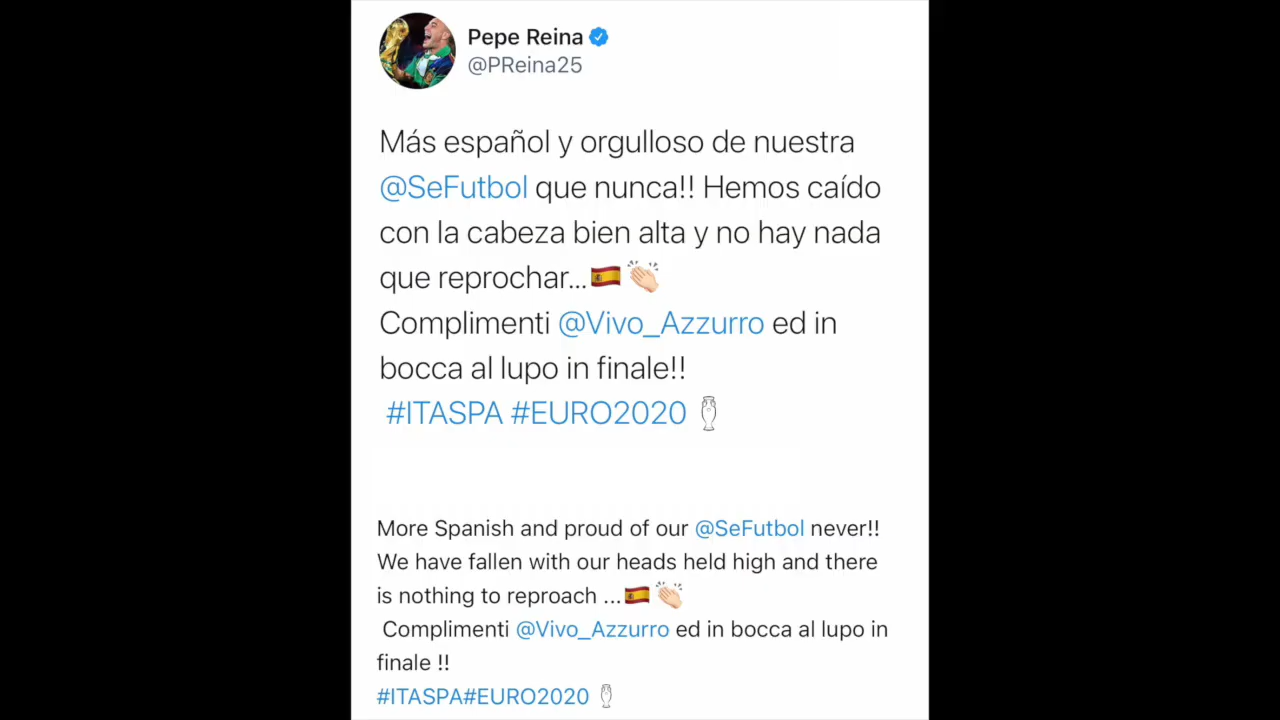 Pepe Reina
@PReina25
Más español y orgulloso de nuestra
@SeFutbol que nunca!! Hemos caído
con la cabeza bien alta y no hay nada
que reprochar...🇪🇸👏🏻
Complimenti @Vivo_Azzurro ed in
bocca al lupo in finale!!
#ITASPA #EURO2020
More Spanish and proud of our @SeFutbol never!!
We have fallen with our heads held high and there
is nothing to reproach ...🇪🇸👏🏻
Complimenti @Vivo_Azzurro ed in bocca al lupo in
finale !!
#ITASPA#EURO2020